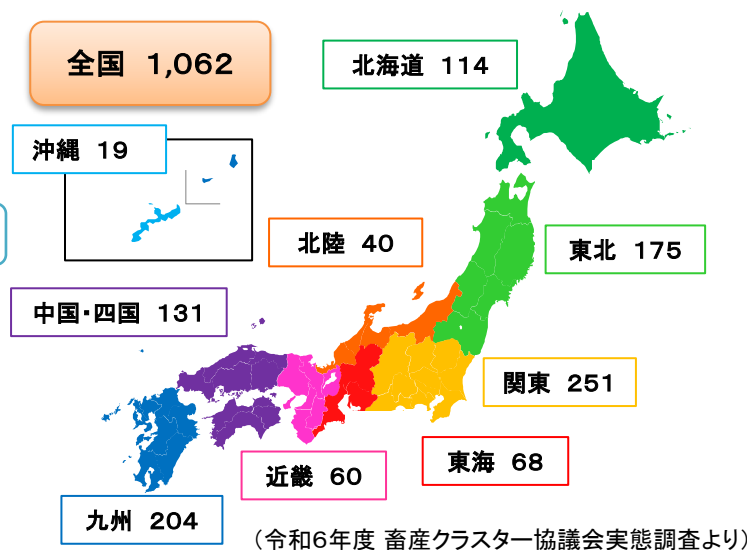 全国 1,062
北海道 114
沖縄 19
北陸 40
東北 175
中国・四国 131
関東 251
東海 68
近畿 60
九州 204
（令和６年度 畜産クラスター協議会実態調査より）